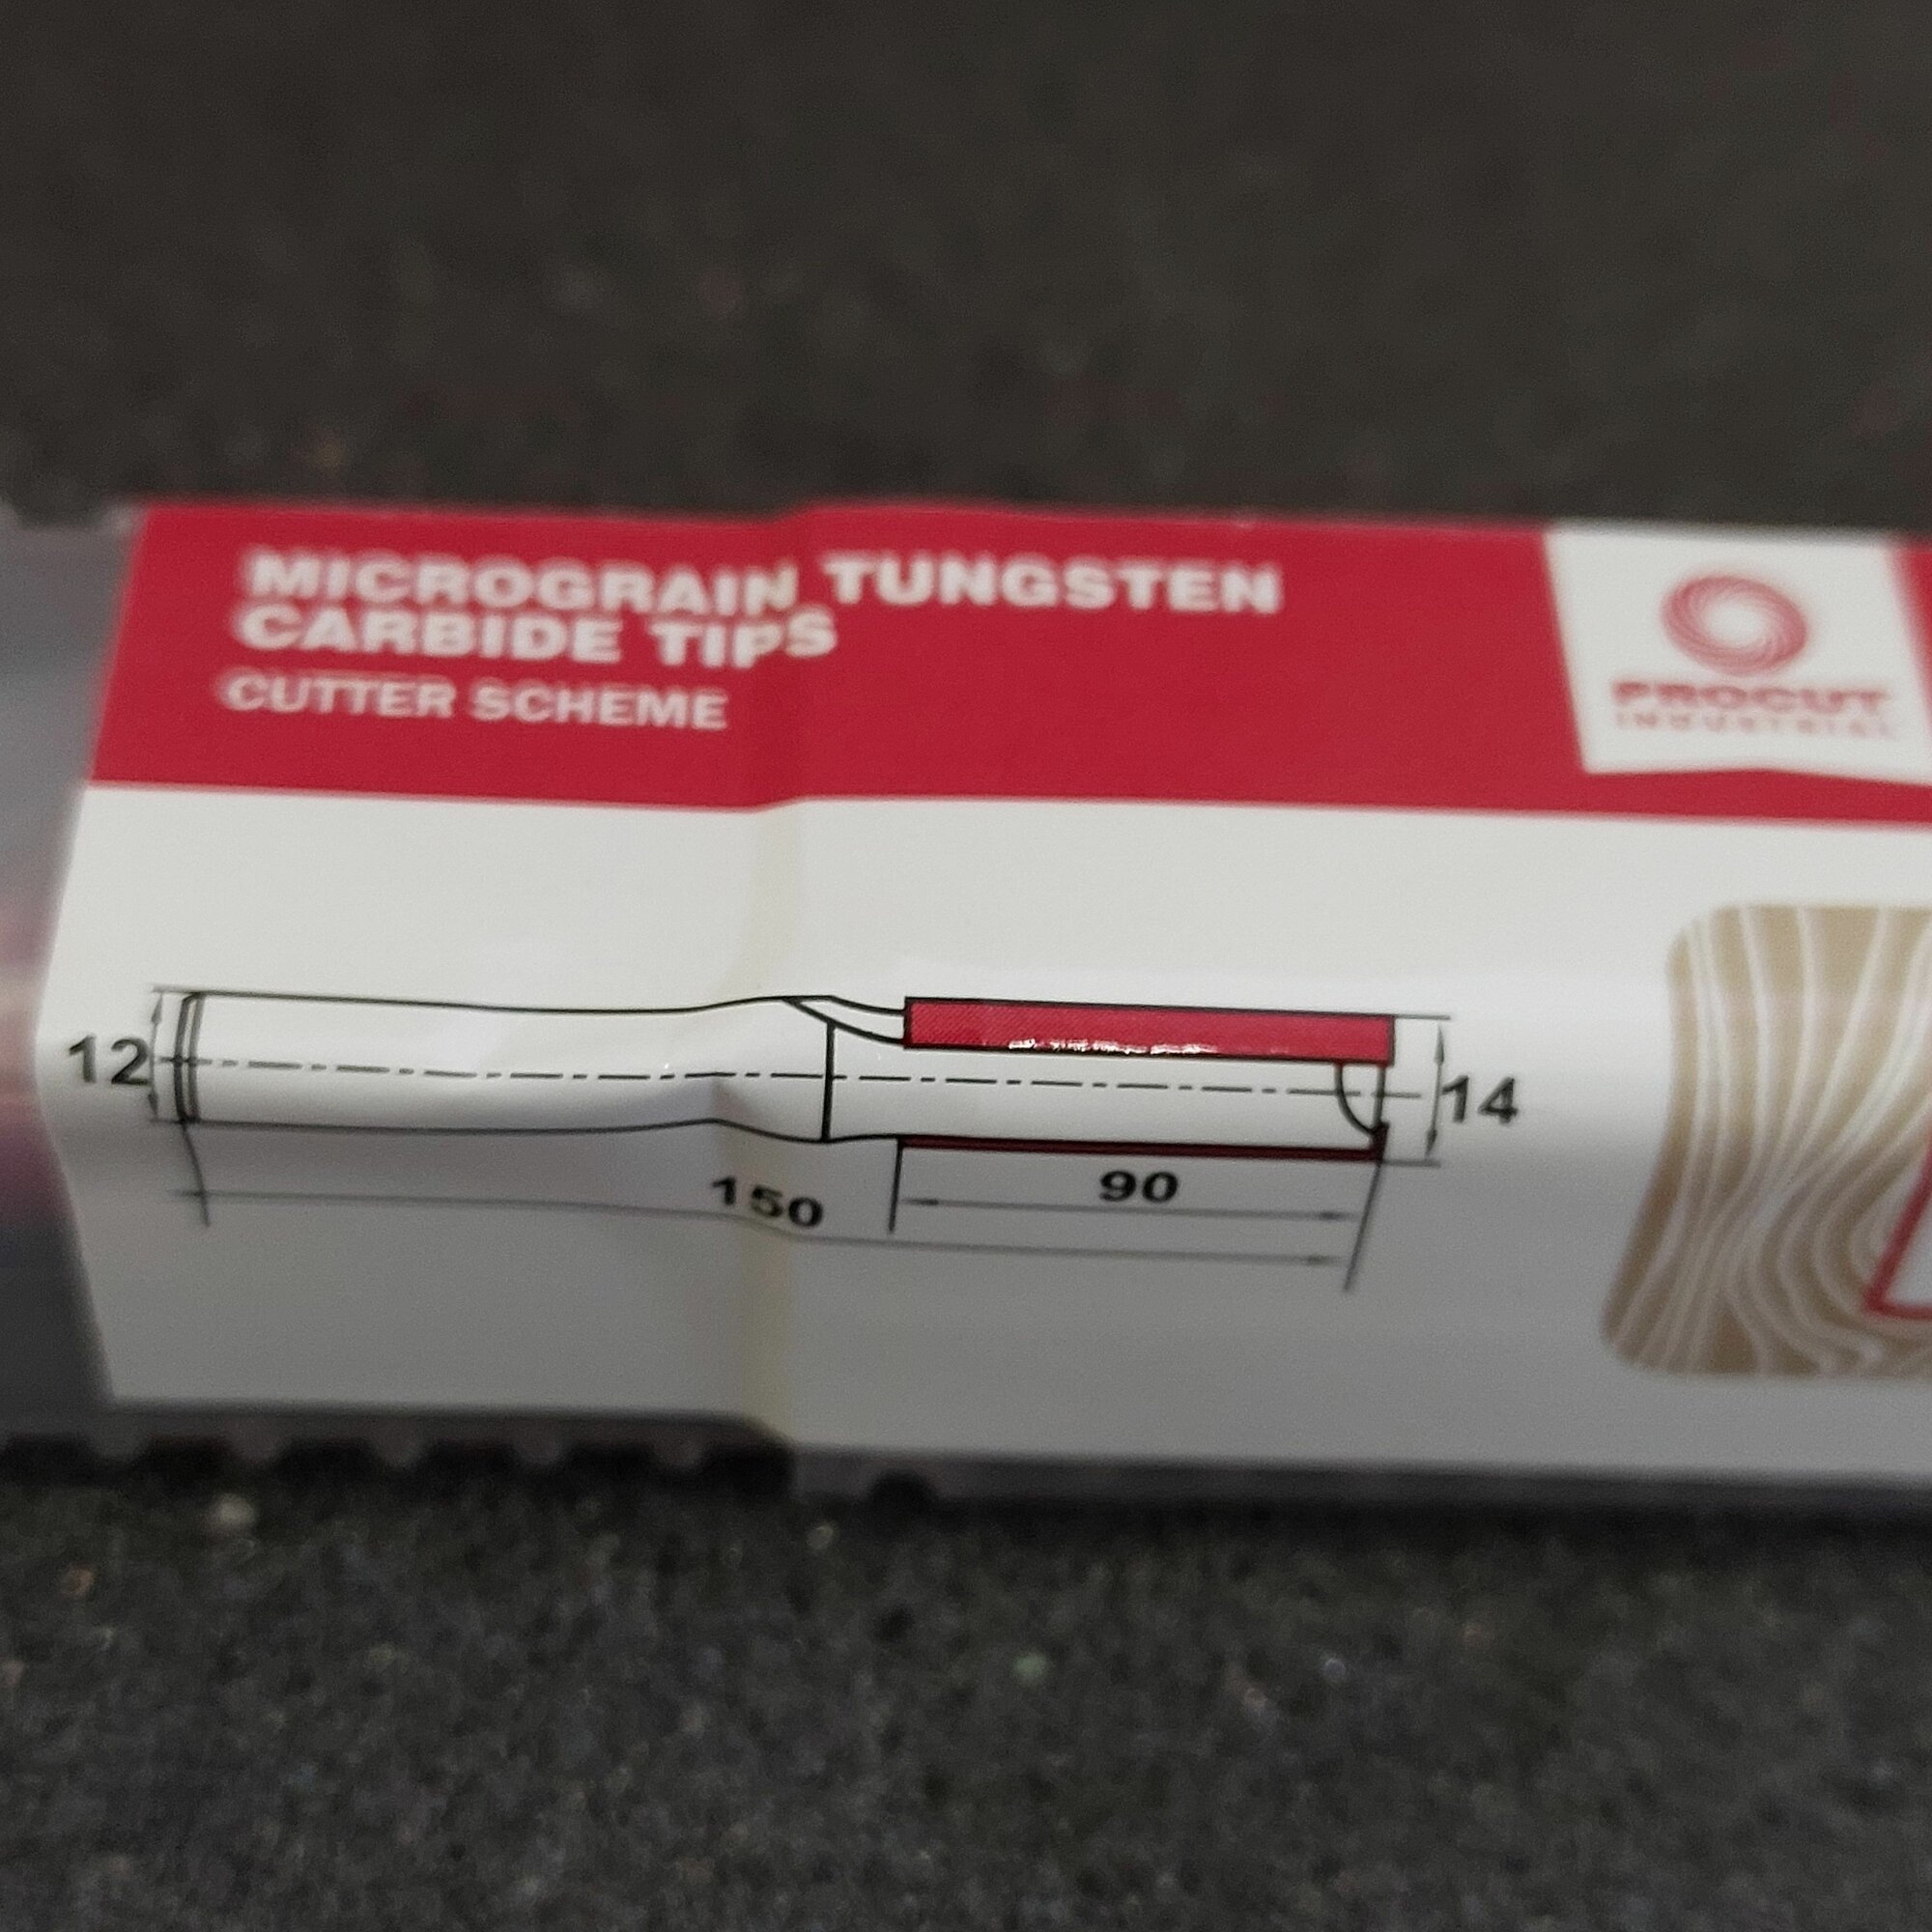 MICROGRAIN TUNGSTEN
CARBIDE TIPS
CUTTER SCHEME
PROCUT
INDUSTRIAL
12
14
150
90